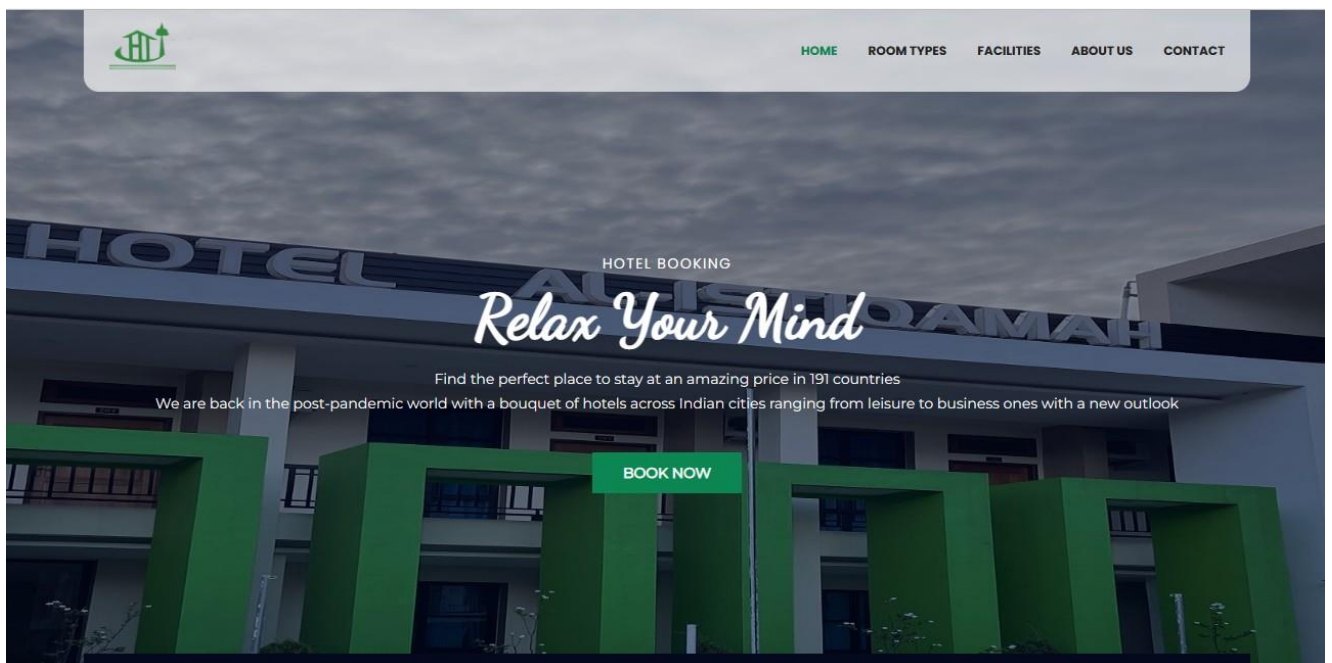 HOME ROOM TYPES FACILITIES ABOUT US CONTACT
HOTEL AL-ISTIQAMAH
HOTEL BOOKING
Relax Your Mind
Find the perfect place to stay at an amazing price in 191 countries
We are back in the post-pandemic world with a bouquet of hotels across Indian cities ranging from leisure to business ones with a new outlook
BOOK NOW